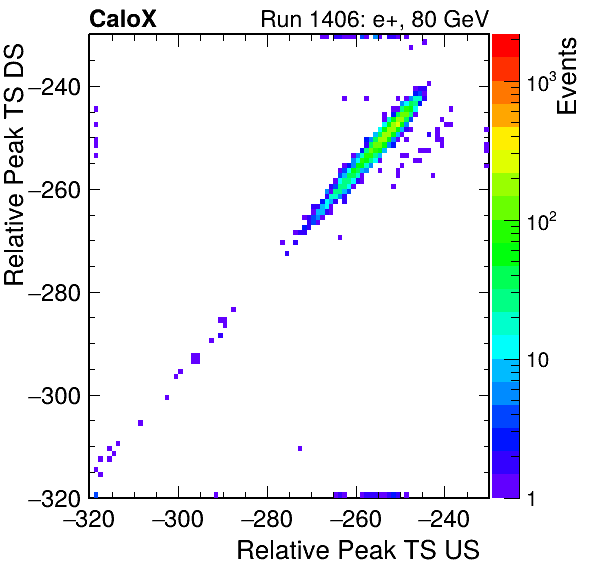 CaloX Run 1406: e+, 80 GeV
Relative Peak TS DS
−240
−260
−280
−300
−320
−320 −300 −280 −260 −240
Relative Peak TS US
Events
10³
10²
10
1